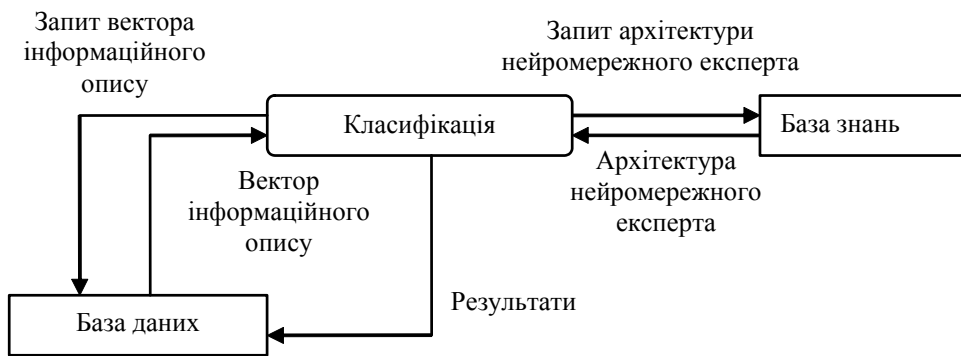 Запит вектора
інформаційного
опису
Запит архітектури
нейромережного експерта
Класифікація
База знань
Вектор
інформаційного
опису
Архітектура
нейромережного
експерта
База даних
Результати